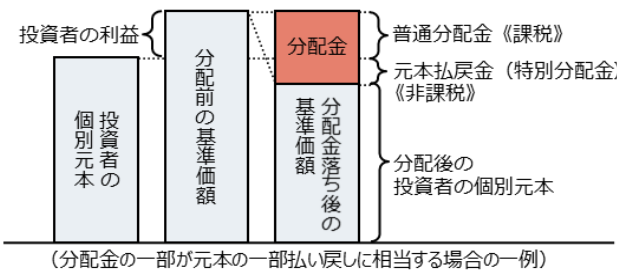 投資者の利益
投資者の
個別元本
分配前の基準価額
分配金
分配金落ち後の
基準価額
普通分配金《課税》
元本払戻金（特別分配金）
《非課税》
分配後の
投資者の個別元本
（分配金の一部が元本の一部払い戻しに相当する場合の一例）